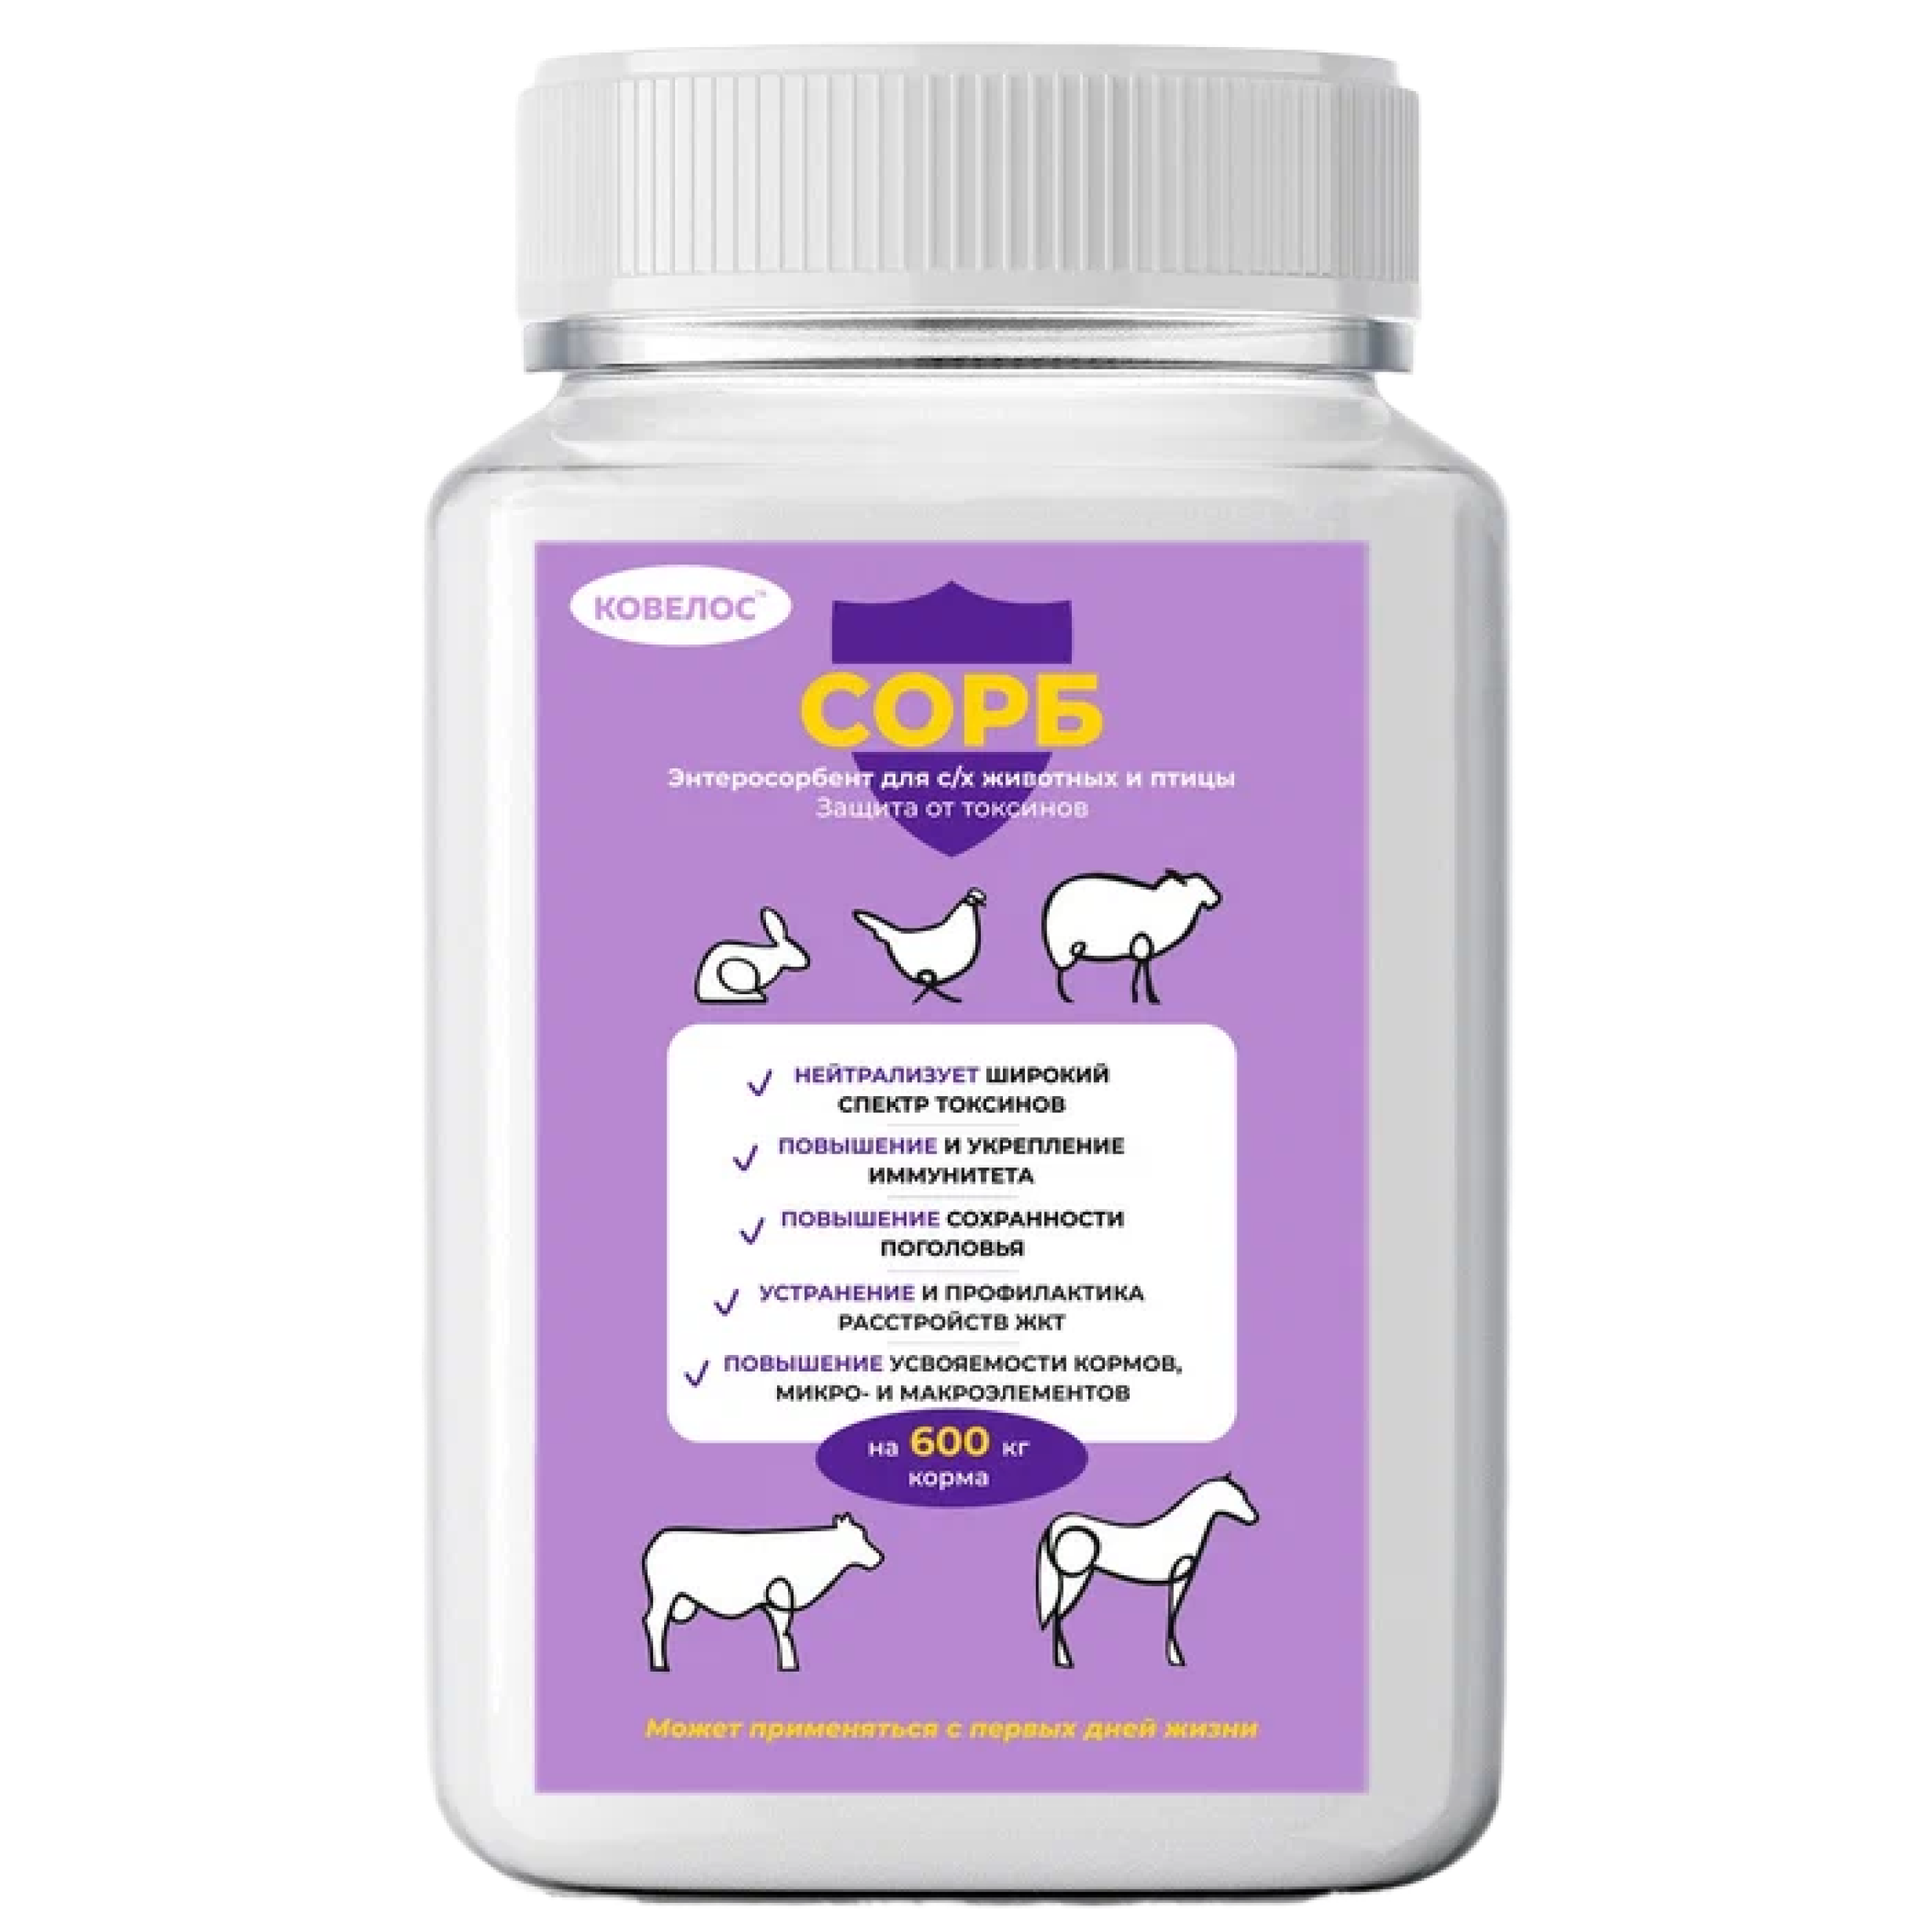 КОВЕЛОС™
СОРБ
Энтеросорбент для с/х животных и птицы
Защита от токсинов
НЕЙТРАЛИЗУЕТ ШИРОКИЙ
СПЕКТР ТОКСИНОВ
ПОВЫШЕНИЕ И УКРЕПЛЕНИЕ
ИММУНИТЕТА
ПОВЫШЕНИЕ СОХРАННОСТИ
ПОГОЛОВЬЯ
УСТРАНЕНИЕ И ПРОФИЛАКТИКА
РАССТРОЙСТВ ЖКТ
ПОВЫШЕНИЕ УСВОЯЕМОСТИ КОРМОВ,
МИКРО- И МАКРОЭЛЕМЕНТОВ
на 600 кг
корма
Может применяться с первых дней жизни